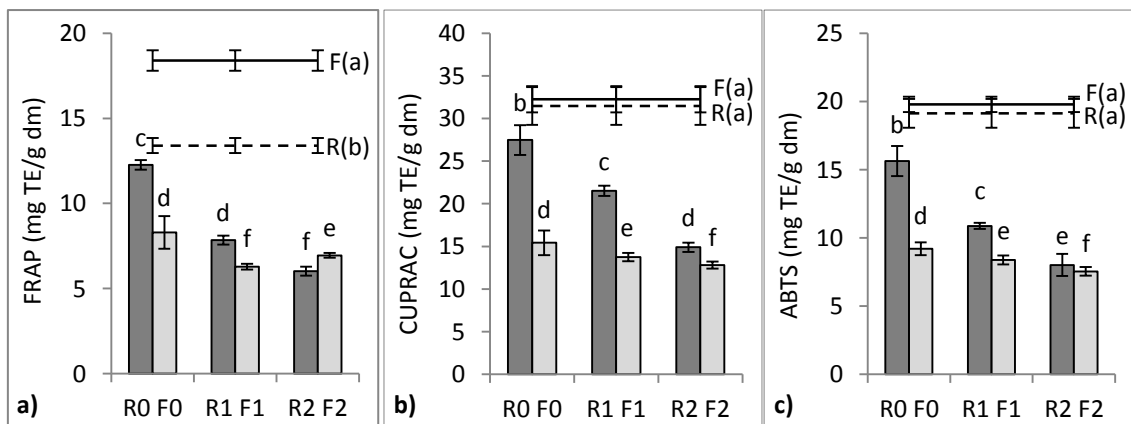 20
15
10
5
0
FRAP (mg TE/g dm)
F(a)
R(b)
c
d
d
f
f
e
R0 F0
R1 F1
R2 F2
a)
40
35
30
25
20
15
10
5
0
CUPRAC (mg TE/g dm)
F(a)
R(a)
b
d
c
e
d
f
R0 F0
R1 F1
R2 F2
b)
25
20
15
10
5
0
ABTS (mg TE/g dm)
F(a)
R(a)
b
d
c
e
e
f
R0 F0
R1 F1
R2 F2
c)